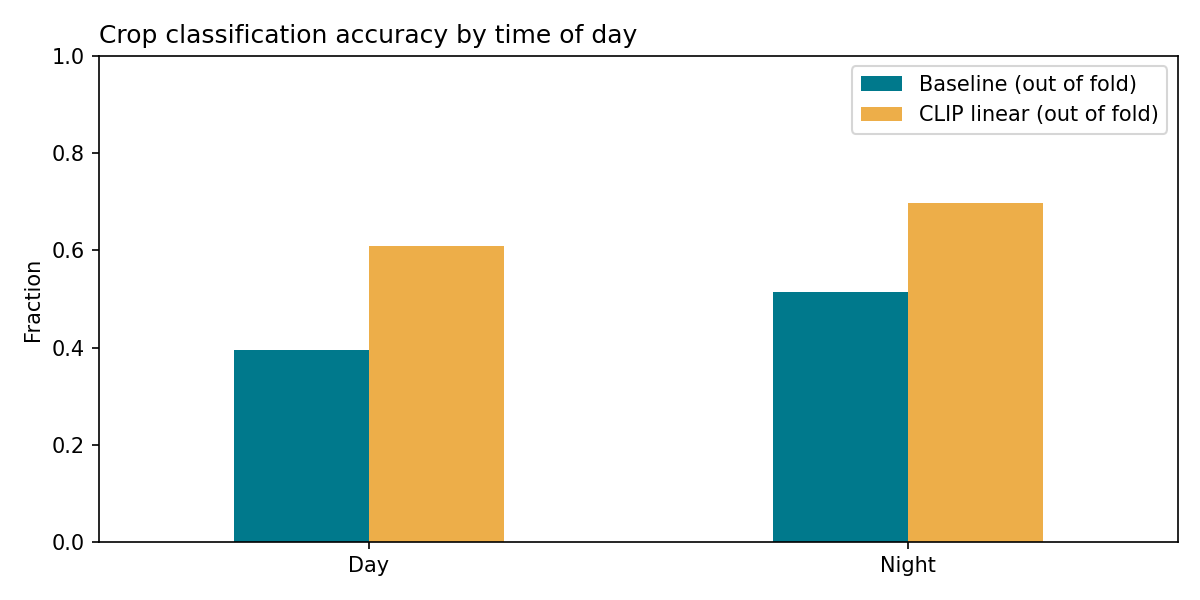 Crop classification accuracy by time of day
1.0
0.8
0.6
0.4
0.2
0.0
Fraction
Baseline (out of fold)
CLIP linear (out of fold)
Day
Night